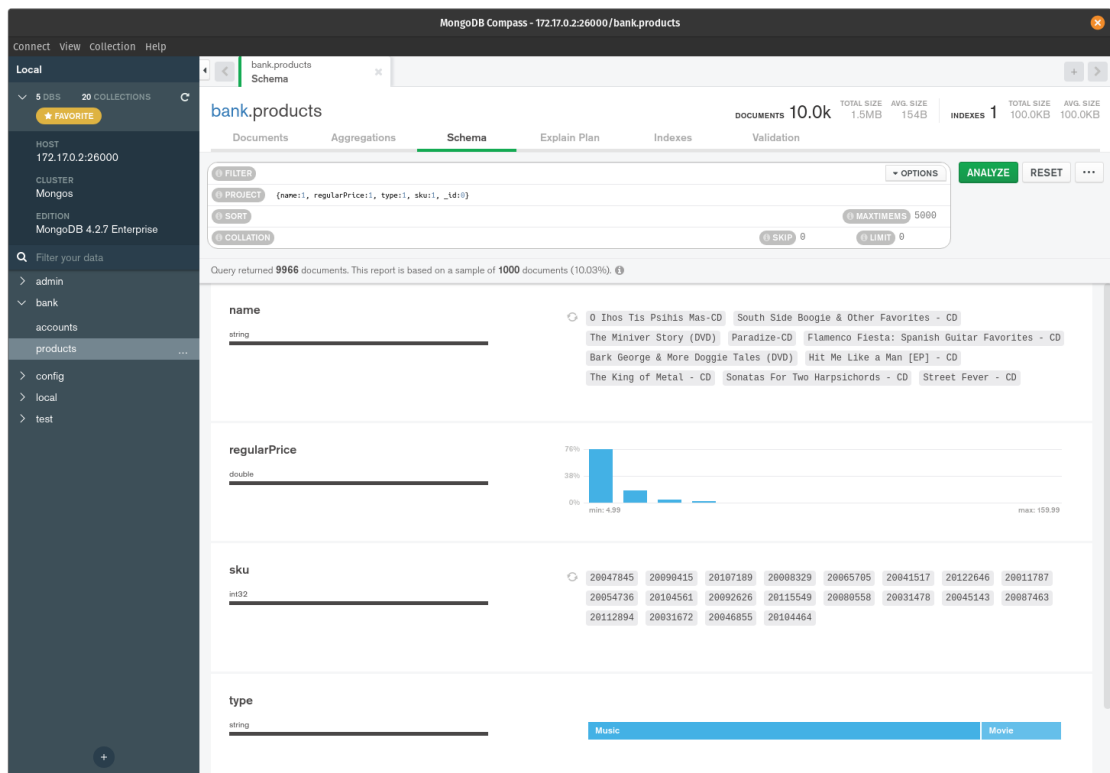 MongoDB Compass - 172.17.0.2:26000/bank.products
Connect View Collection Help
Local
5 DBS 20 COLLECTIONS
FAVORITE
HOST
172.17.0.2:26000
CLUSTER
Mongos
EDITION
MongoDB 4.2.7 Enterprise
Filter your data
admin
bank
accounts
products ...
config
local
test
+
bank.products
Schema
bank.products
DOCUMENTS 10.0k TOTAL SIZE 1.5MB AVG. SIZE 154B INDEXES 1 TOTAL SIZE 100.0KB AVG. SIZE 100.0KB
Documents Aggregations Schema Explain Plan Indexes Validation
FILTER OPTIONS ANALYZE RESET ...
PROJECT {name:1, regularPrice:1, type:1, sku:1, _id:0}
SORT MAXTIMEMS 5000
COLLATION SKIP 0 LIMIT 0
Query returned 9966 documents. This report is based on a sample of 1000 documents (10.03%).
name
string
O Ihos Tis Psihis Mas-CD South Side Boogie & Other Favorites - CD
The Miniver Story (DVD) Paradize-CD Flamenco Fiesta: Spanish Guitar Favorites - CD
Bark George & More Doggie Tales (DVD) Hit Me Like a Man [EP] - CD
The King of Metal - CD Sonatas For Two Harpsichords - CD Street Fever - CD
regularPrice
double
76%
38%
0%
min: 4.99 max: 159.99
sku
int32
20047845 20090415 20107189 20008329 20065705 20041517 20122646 20011787
20054736 20104561 20092626 20115549 20080558 20031478 20045143 20087463
20112894 20031672 20046855 20104464
type
string
Music Movie